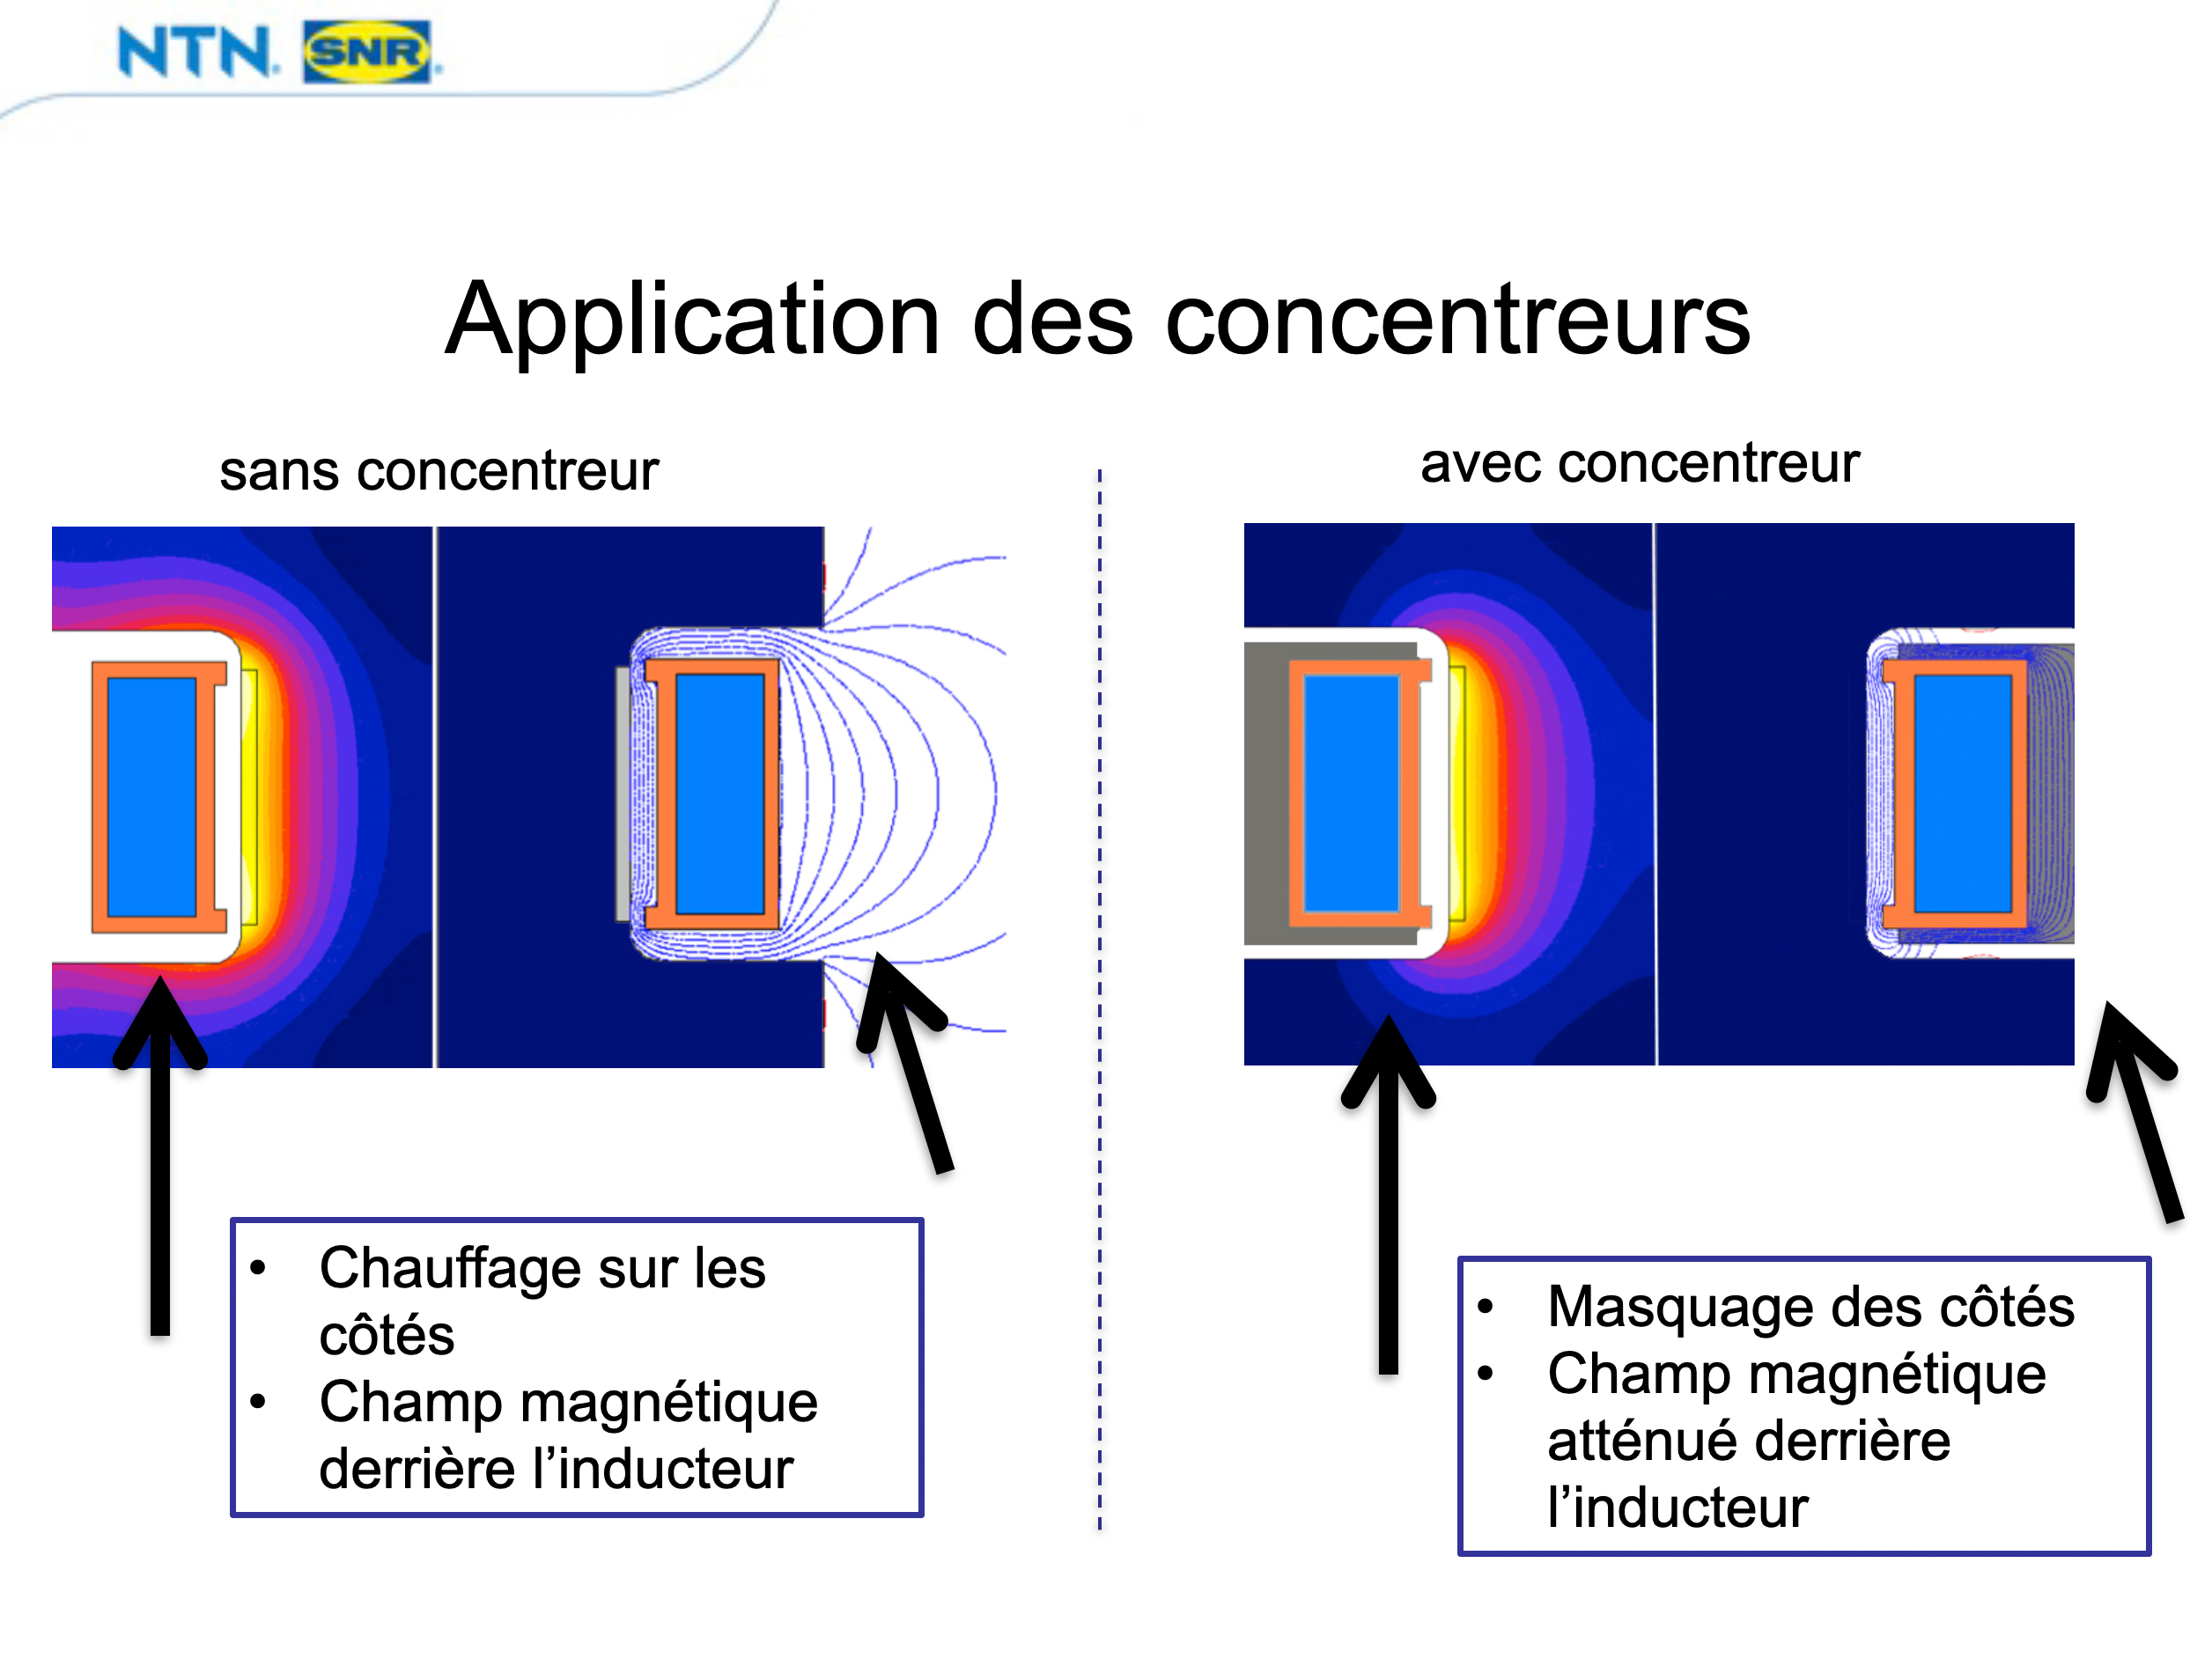 NTN. SNR.
Application des concentreurs
sans concentreur
avec concentreur
• Chauffage sur les
côtés
• Champ magnétique
derrière l’inducteur
• Masquage des côtés
• Champ magnétique
atténué derrière
l’inducteur